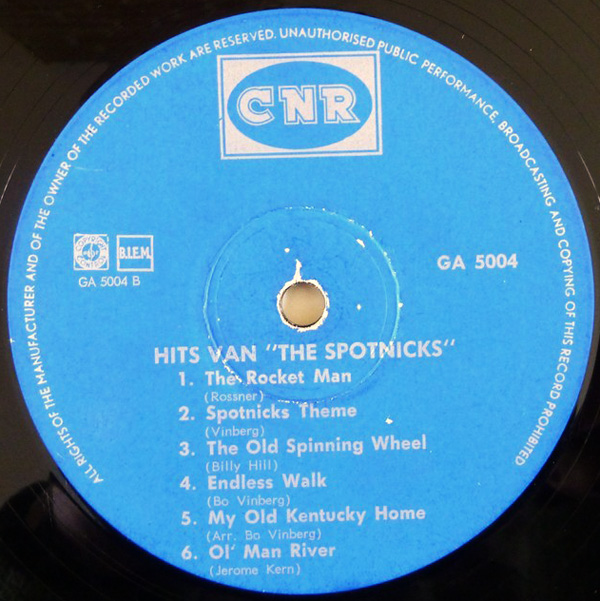 ALL RIGHTS OF THE MANUFACTURER AND OF THE OWNER OF THE RECORDED WORK ARE RESERVED. UNAUTHORISED PUBLIC PERFORMANCE, BROADCASTING AND COPYING OF THIS RECORD PROHIBITED
CNR
B.I.E.M.
GA 5004 B
GA 5004
HITS VAN "THE SPOTNICKS"
1. The Rocket Man
(Rossner)
2. Spotnicks Theme
(Vinberg)
3. The Old Spinning Wheel
(Billy Hill)
4. Endless Walk
(Bo Vinberg)
5. My Old Kentucky Home
(Arr. Bo Vinberg)
6. Ol' Man River
(Jerome Kern)